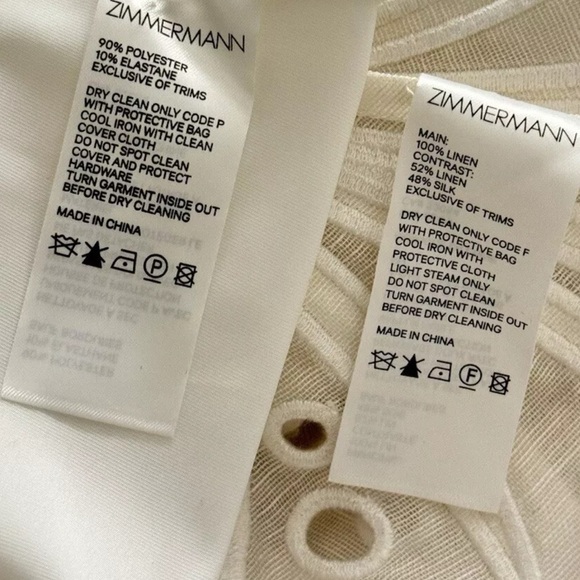 ZIMMERMANN
90% POLYESTER
10% ELASTANE
EXCLUSIVE OF TRIMS
DRY CLEAN ONLY CODE P
WITH PROTECTIVE BAG
COOL IRON WITH CLEAN
COVER CLOTH
DO NOT SPOT CLEAN
COVER AND PROTECT
HARDWARE
TURN GARMENT INSIDE OUT
BEFORE DRY CLEANING
MADE IN CHINA
P
ZIMMERMANN
MAIN:
100% LINEN
CONTRAST:
52% LINEN
48% SILK
EXCLUSIVE OF TRIMS
DRY CLEAN ONLY CODE F
WITH PROTECTIVE BAG
COOL IRON WITH
PROTECTIVE CLOTH
LIGHT STEAM ONLY
DO NOT SPOT CLEAN
TURN GARMENT INSIDE OUT
BEFORE DRY CLEANING
MADE IN CHINA
F